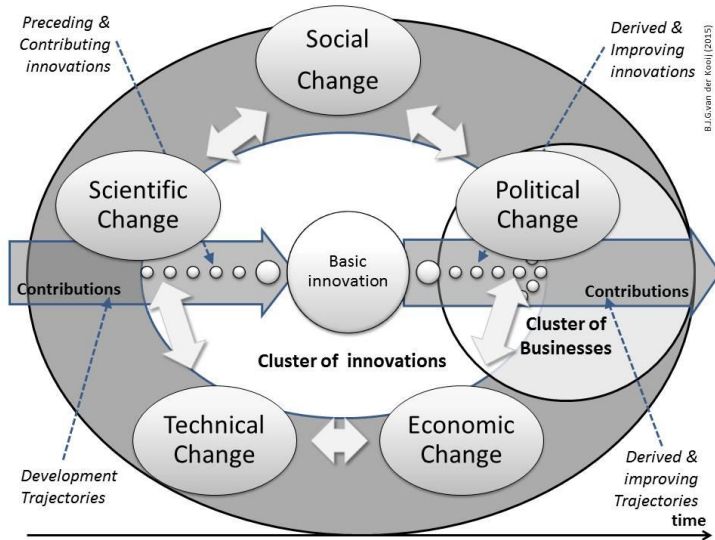 Preceding &
Contributing
innovations
Social
Change
Derived &
Improving
innovations
B.J.G.van der Kooij (2015)
Scientific
Change
Political
Change
Basic
innovation
Contributions
Contributions
Cluster of innovations
Cluster of
Businesses
Technical
Change
Economic
Change
Development
Trajectories
Derived &
improving
Trajectories
time